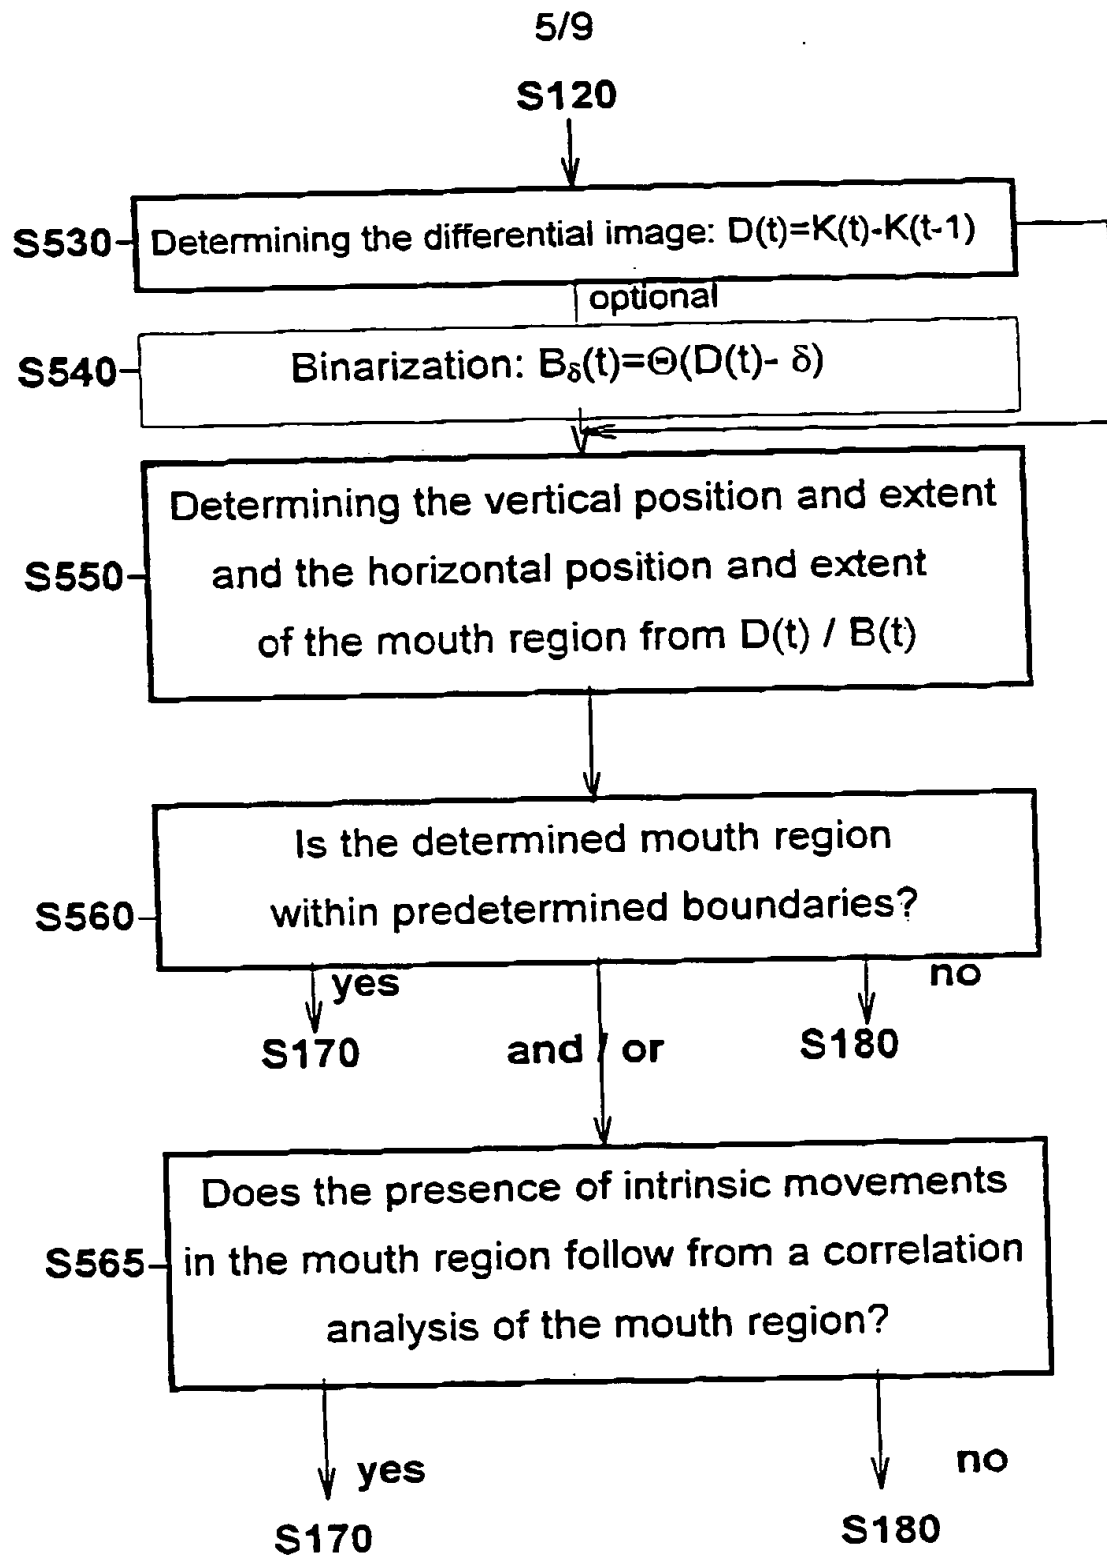 5/9
S120
S530
Determining the differential image: D(t)=K(t)-K(t-1)
optional
S540
Binarization: Bδ(t)=Θ(D(t)- δ)
S550
Determining the vertical position and extent
and the horizontal position and extent
of the mouth region from D(t) / B(t)
S560
Is the determined mouth region
within predetermined boundaries?
yes
no
S170
and / or
S180
S565
Does the presence of intrinsic movements
in the mouth region follow from a correlation
analysis of the mouth region?
yes
no
S170
S180